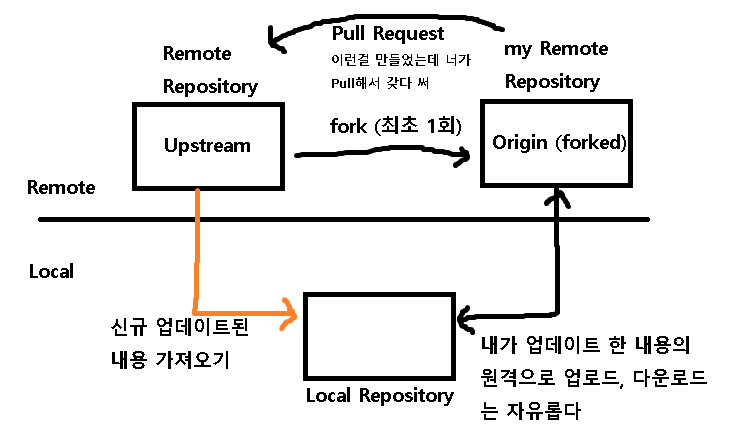 Pull Request
이런걸 만들었는데 너가
Pull해서 갖다 써
Remote
Repository
my Remote
Repository
fork (최초 1회)
Upstream
Origin (forked)
Remote
Local
신규 업데이트된
내용 가져오기
Local Repository
내가 업데이트 한 내용의
원격으로 업로드, 다운로드
는 자유롭다